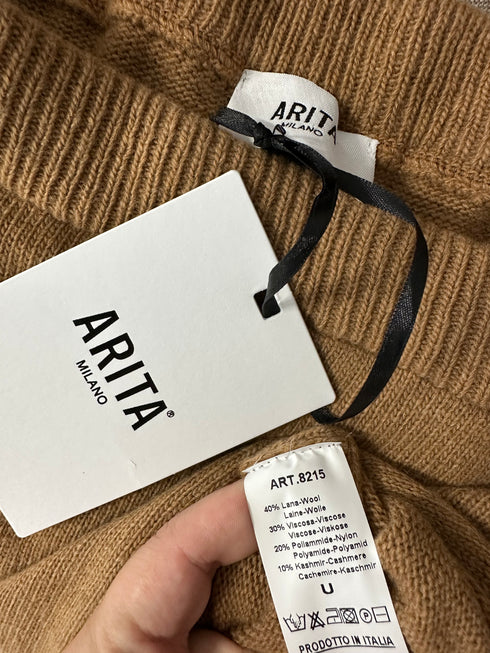 ARITA
MILANO
ARITA®
MILANO
ART.8215
40% Lana-Wool
Laine-Wolle
30% Viscosa-Viscose
Viscose-Viskose
20% Poliammide-Nylon
Polyamide-Polyamid
10% Kashmir-Cashmere
Cachemire-Kaschmir
U
PRODOTTO IN ITALIA